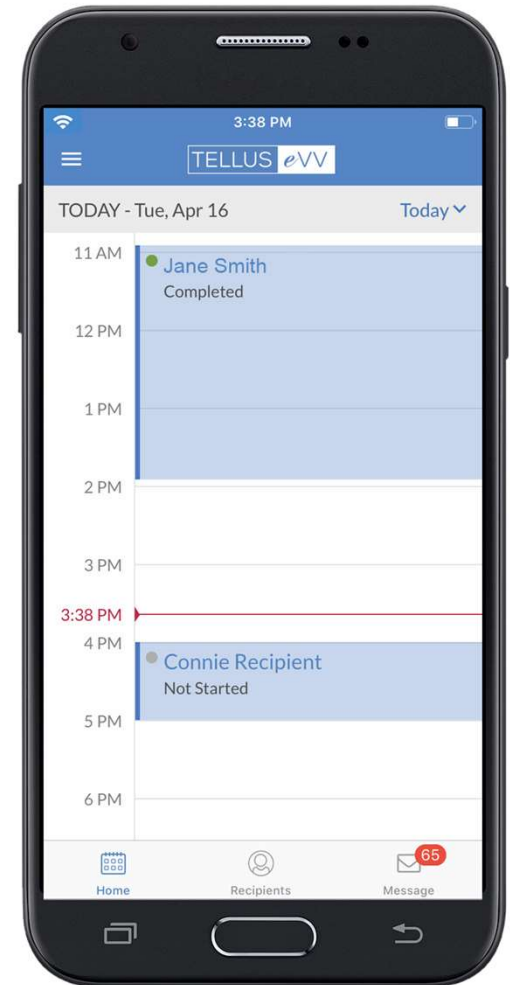 3:38 PM
TELLUS eVV
TODAY - Tue, Apr 16 Today
11 AM
Jane Smith
Completed
12 PM
1 PM
2 PM
3 PM
3:38 PM
4 PM
Connie Recipient
Not Started
5 PM
6 PM
65
Home Recipients Message